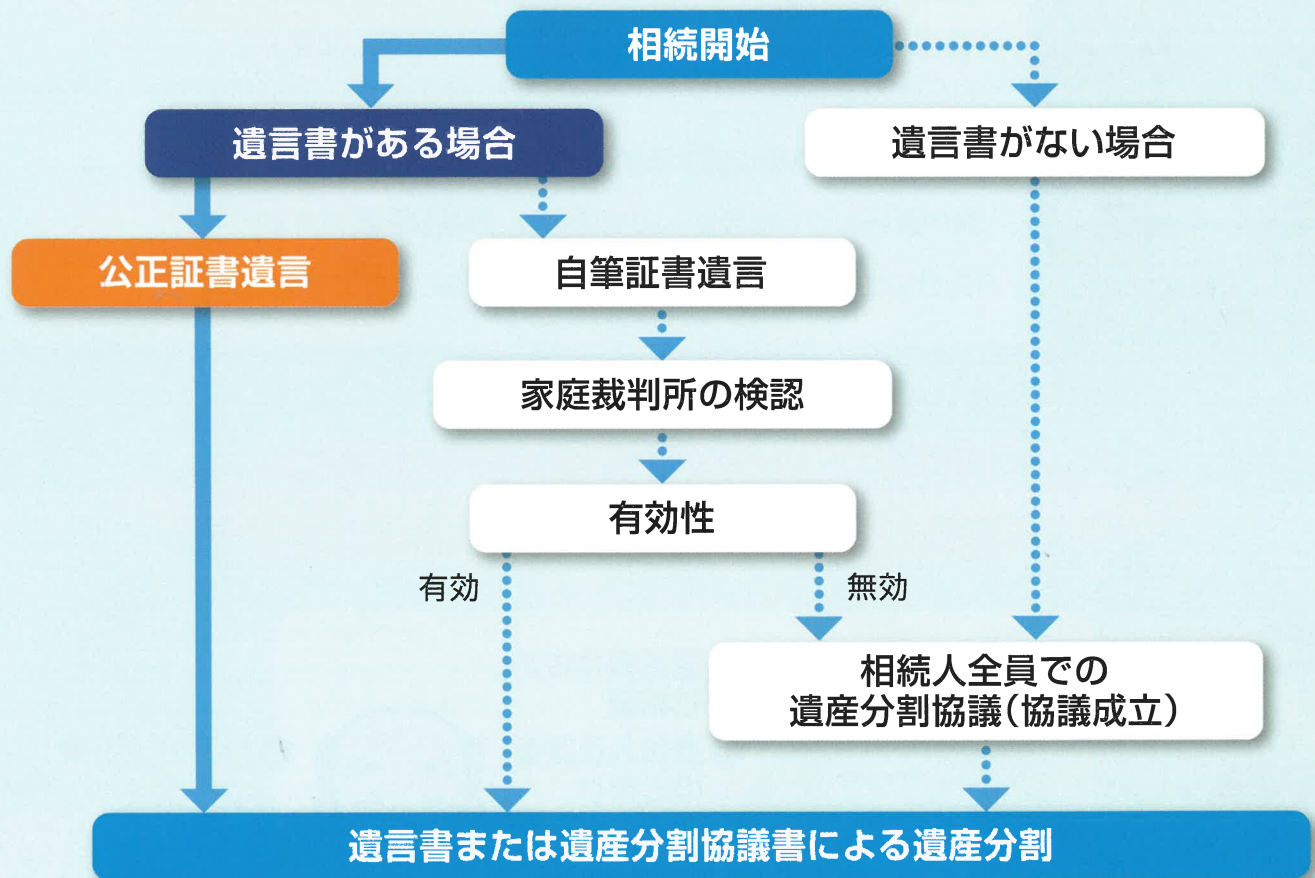 相続開始
遺言書がある場合
遺言書がない場合
公正証書遺言
自筆証書遺言
家庭裁判所の検認
有効性
有効
無効
相続人全員での
遺産分割協議(協議成立)
遺言書または遺産分割協議書による遺産分割